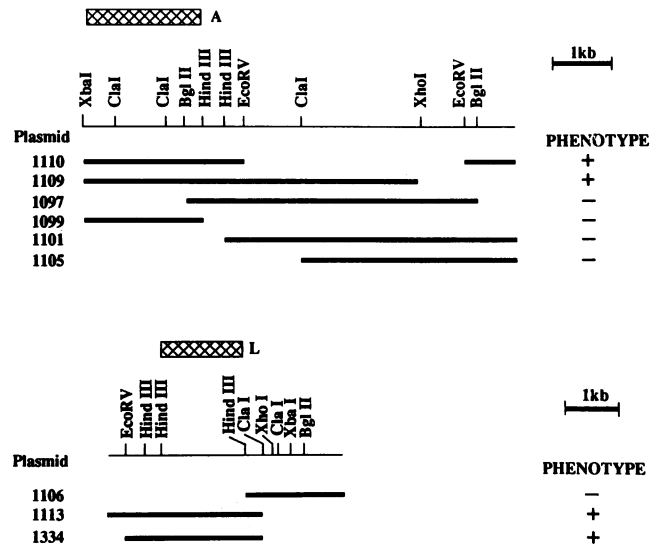 A
1kb
XbaI ClaI ClaI Bgl II Hind III Hind III EcoRV ClaI XhoI EcoRV Bgl II
Plasmid PHENOTYPE
1110 +
1109 +
1097 −
1099 −
1101 −
1105 −
L
1kb
EcoRV Hind III Hind III Hind III Cla I Xho I Cla I Xba I Bgl II
Plasmid PHENOTYPE
1106 −
1113 +
1334 +